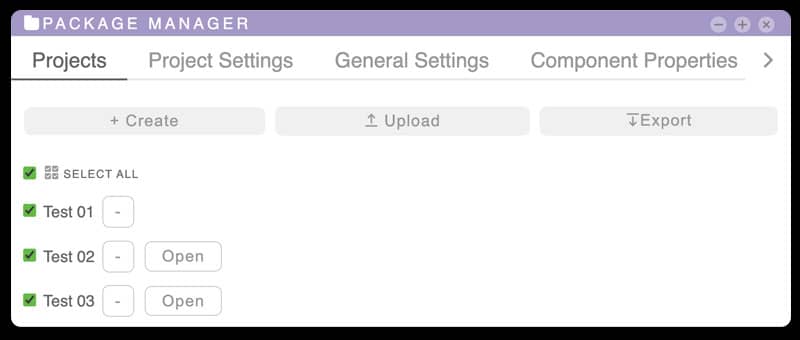 PACKAGE MANAGER
Projects Project Settings General Settings Component Properties
+ Create Upload Export
SELECT ALL
Test 01 -
Test 02 - Open
Test 03 - Open